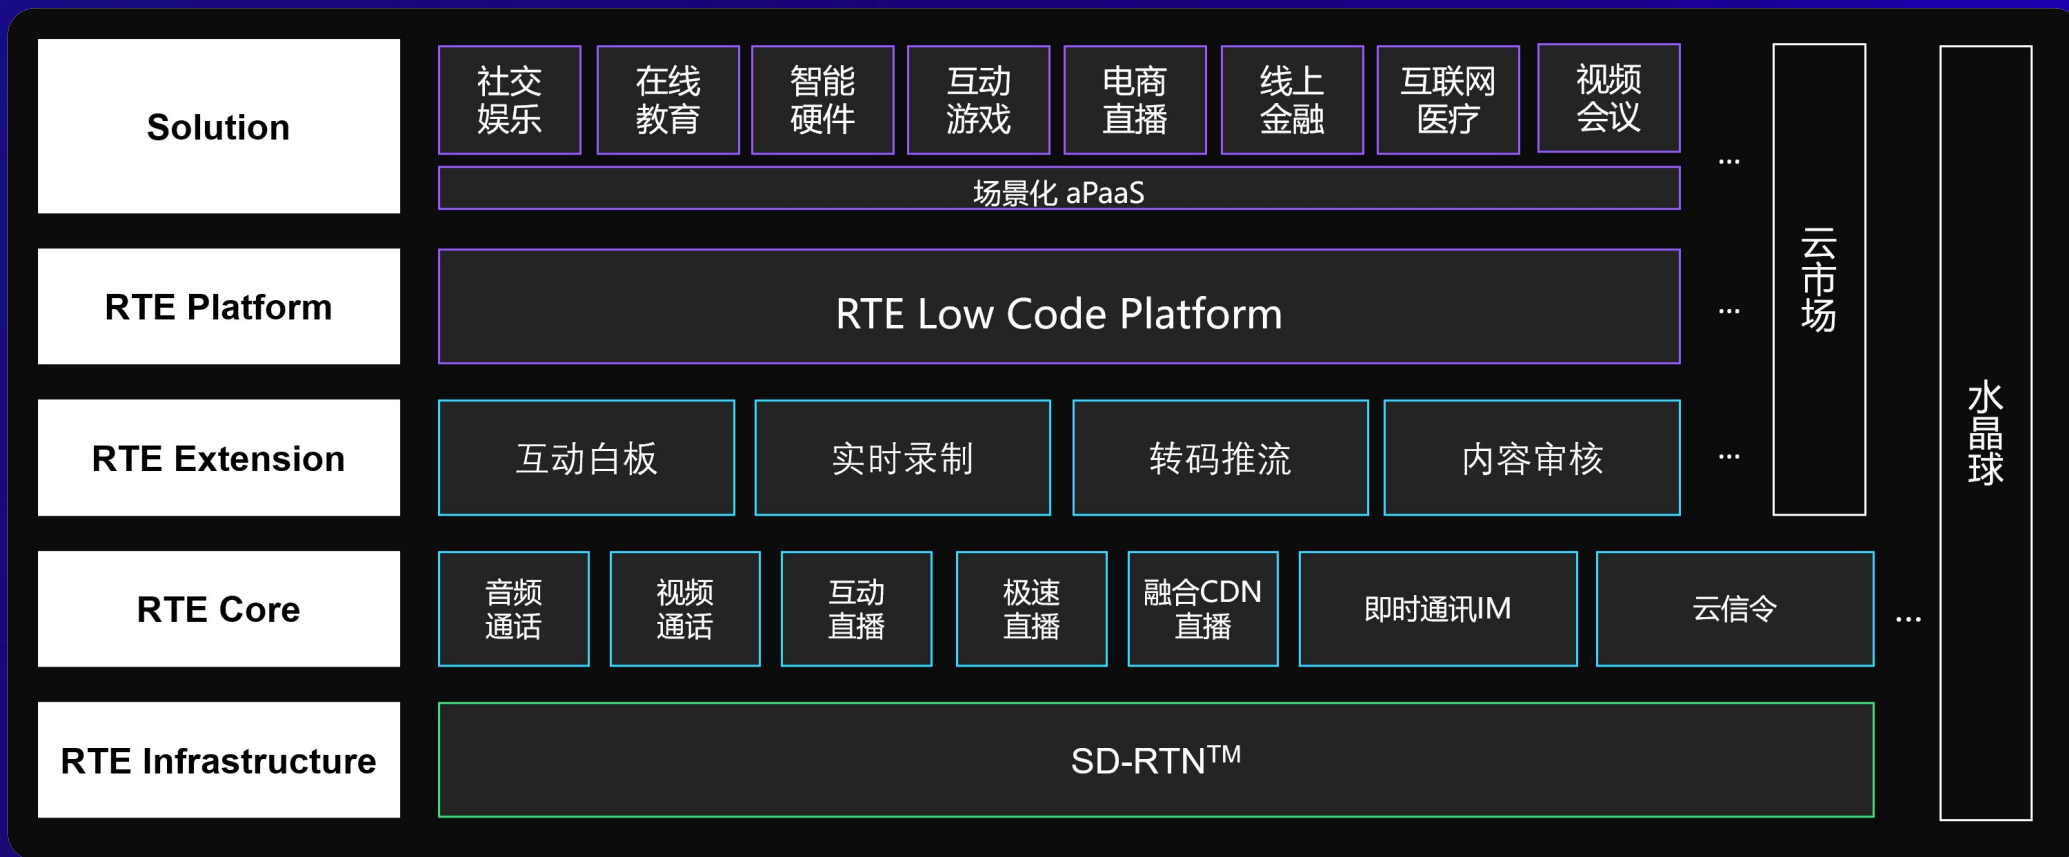 Solution
社交
娱乐
在线
教育
智能
硬件
互动
游戏
电商
直播
线上
金融
互联网
医疗
视频
会议
...
场景化 aPaaS
RTE Platform
RTE Low Code Platform
...
云市场
RTE Extension
互动白板
实时录制
转码推流
内容审核
...
水晶球
RTE Core
音频
通话
视频
通话
互动
直播
极速
直播
融合CDN
直播
即时通讯IM
云信令
...
RTE Infrastructure
SD-RTN™